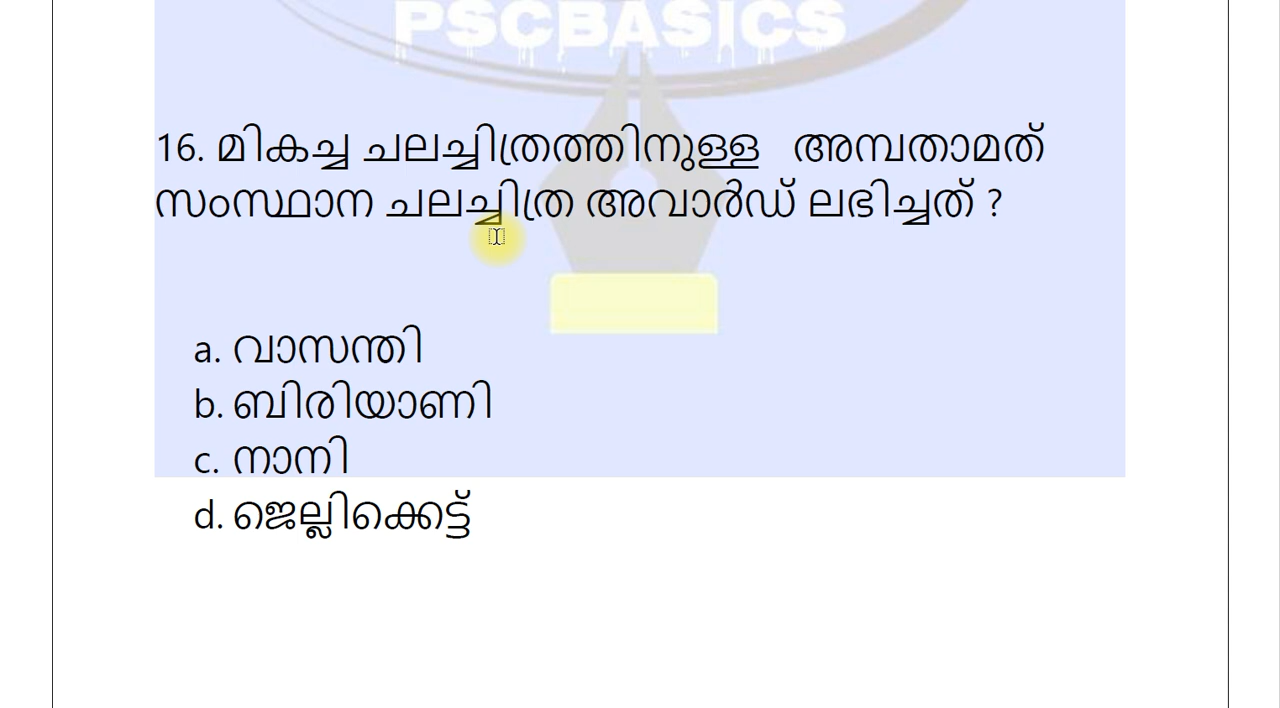 PSCBASICS
16. മികച്ച ചലച്ചിത്രത്തിനുള്ള അമ്പതാമത്
സംസ്ഥാന ചലച്ചിത്ര അവാർഡ് ലഭിച്ചത് ?
a. വാസന്തി
b. ബിരിയാണി
c. നാനി
d. ജെല്ലിക്കെട്ട്